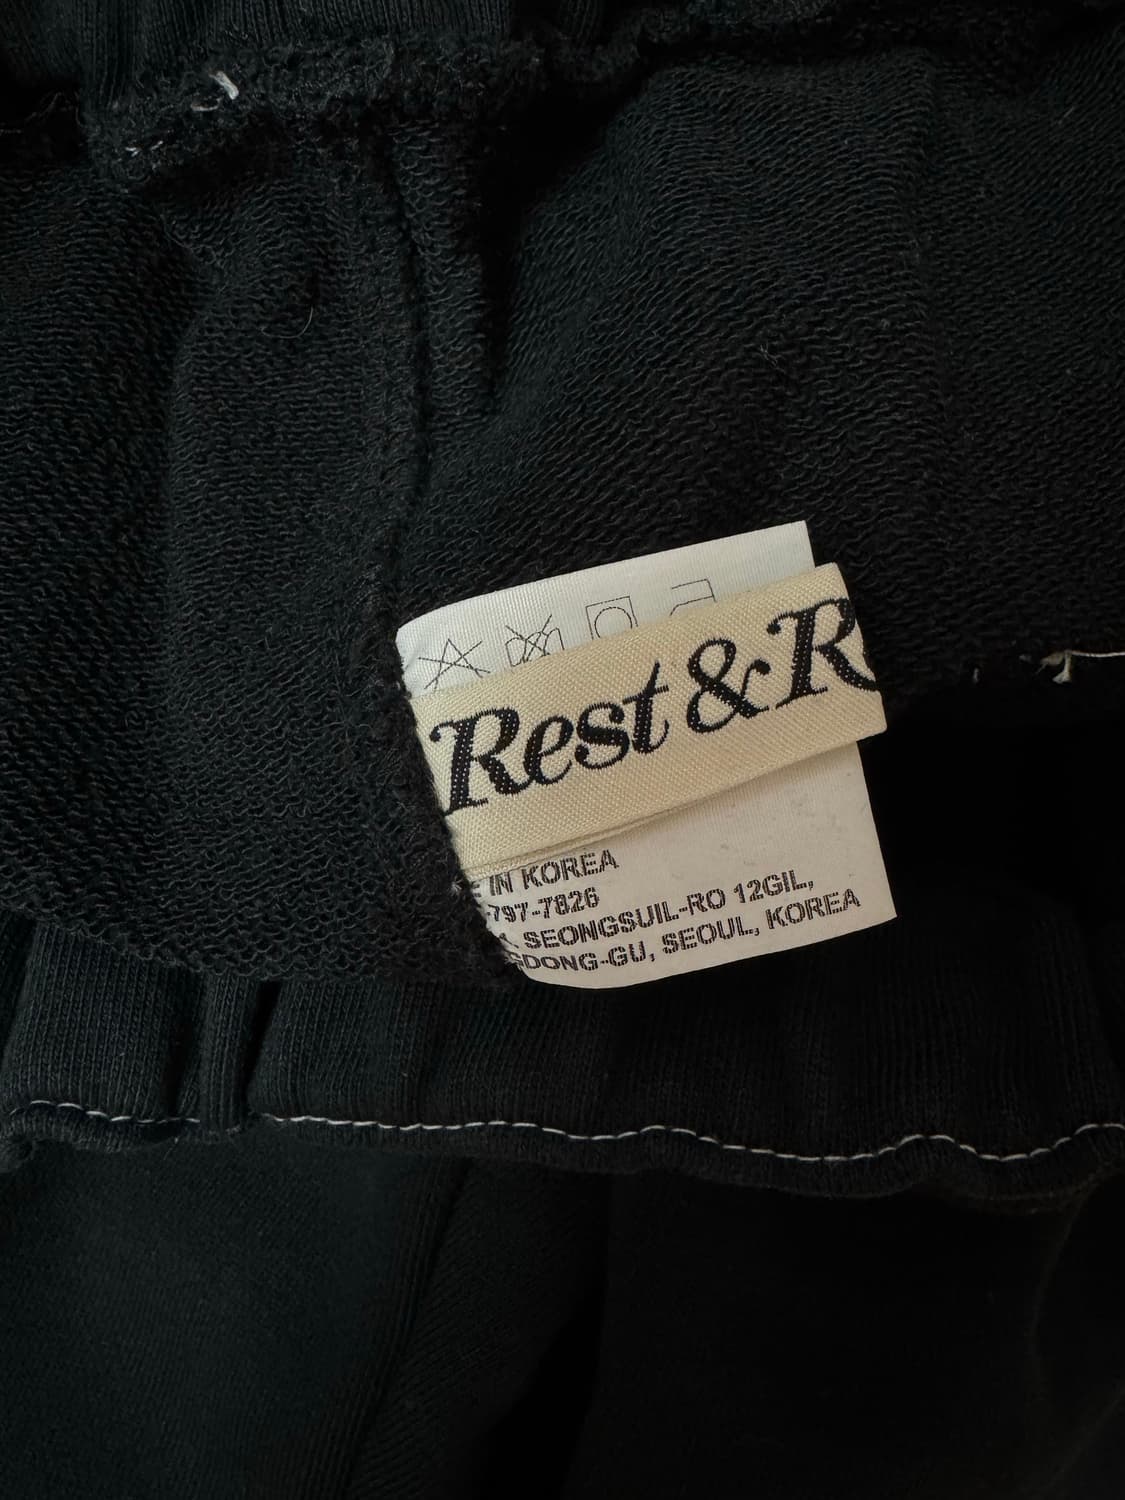 Rest & R
E IN KOREA
-797-7826
SEONGSUIL-RO 12GIL,
GDONG-GU, SEOUL, KOREA